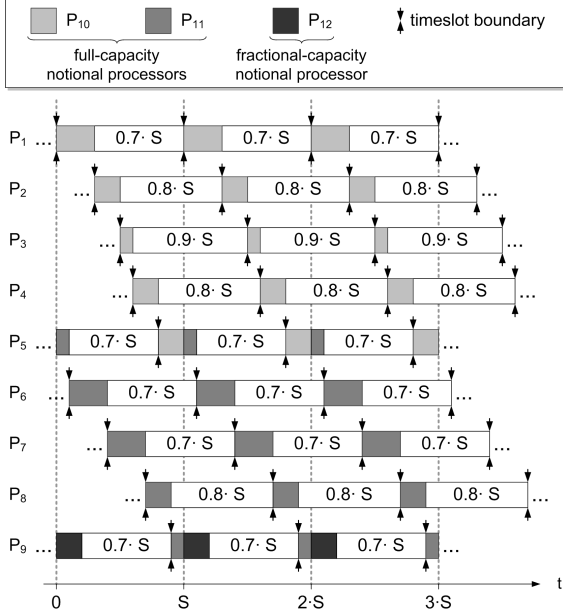 P10 P11 P12 timeslot boundary
full-capacity fractional-capacity
notional processors notional processor
P1 ... 0.7· S 0.7· S 0.7· S ...
P2 ... 0.8· S 0.8· S 0.8· S ...
P3 ... 0.9· S 0.9· S 0.9· S ...
P4 ... 0.8· S 0.8· S 0.8· S ...
P5 ... 0.7· S 0.7· S 0.7· S ...
P6 ... 0.7· S 0.7· S 0.7· S ...
P7 ... 0.7· S 0.7· S 0.7· S ...
P8 ... 0.8· S 0.8· S 0.8· S ...
P9 ... 0.7· S 0.7· S 0.7· S ...
t
0 S 2·S 3·S